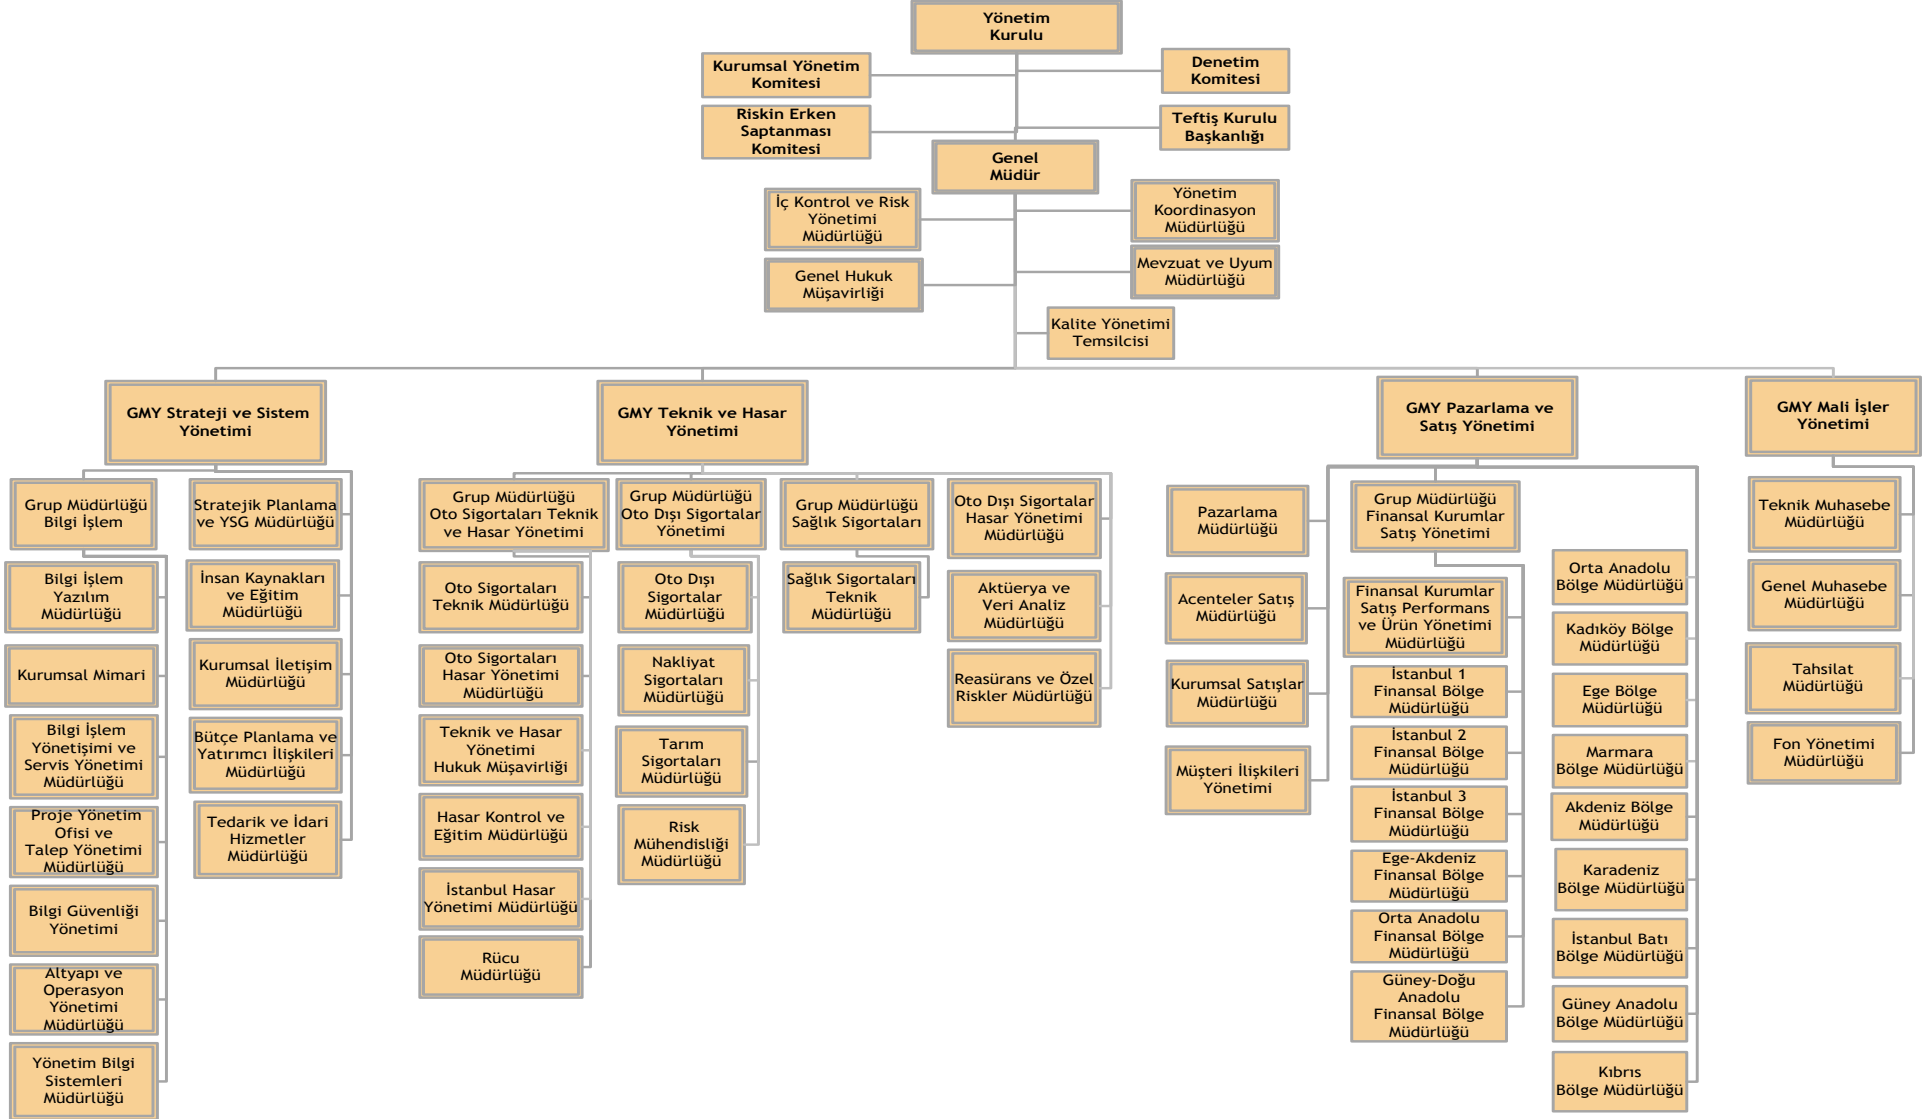 Yönetim
Kurulu
Kurumsal Yönetim
Komitesi
Denetim
Komitesi
Riskin Erken
Saptanması
Komitesi
Teftiş Kurulu
Başkanlığı
Genel
Müdür
İç Kontrol ve Risk
Yönetimi
Müdürlüğü
Yönetim
Koordinasyon
Müdürlüğü
Genel Hukuk
Müşavirliği
Mevzuat ve Uyum
Müdürlüğü
Kalite Yönetimi
Temsilcisi
GMY Strateji ve Sistem
Yönetimi
GMY Teknik ve Hasar
Yönetimi
GMY Pazarlama ve
Satış Yönetimi
GMY Mali İşler
Yönetimi
Grup Müdürlüğü
Bilgi İşlem
Bilgi İşlem
Yazılım
Müdürlüğü
Kurumsal Mimari
Bilgi İşlem
Yönetişimi ve
Servis Yönetimi
Müdürlüğü
Proje Yönetim
Ofisi ve
Talep Yönetimi
Müdürlüğü
Bilgi Güvenliği
Yönetimi
Altyapı ve
Operasyon
Yönetimi
Müdürlüğü
Yönetim Bilgi
Sistemleri
Müdürlüğü
Stratejik Planlama
ve YSG Müdürlüğü
İnsan Kaynakları
ve Eğitim
Müdürlüğü
Kurumsal İletişim
Müdürlüğü
Bütçe Planlama ve
Yatırımcı İlişkileri
Müdürlüğü
Tedarik ve İdari
Hizmetler
Müdürlüğü
Grup Müdürlüğü
Oto Sigortaları Teknik
ve Hasar Yönetimi
Oto Sigortaları
Teknik Müdürlüğü
Oto Sigortaları
Hasar Yönetimi
Müdürlüğü
Teknik ve Hasar
Yönetimi
Hukuk Müşavirliği
Hasar Kontrol ve
Eğitim Müdürlüğü
İstanbul Hasar
Yönetimi Müdürlüğü
Rücu
Müdürlüğü
Grup Müdürlüğü
Oto Dışı Sigortalar
Yönetimi
Oto Dışı
Sigortalar
Müdürlüğü
Nakliyat
Sigortaları
Müdürlüğü
Tarım
Sigortaları
Müdürlüğü
Risk
Mühendisliği
Müdürlüğü
Grup Müdürlüğü
Sağlık Sigortaları
Sağlık Sigortaları
Teknik
Müdürlüğü
Oto Dışı Sigortalar
Hasar Yönetimi
Müdürlüğü
Aktüerya ve
Veri Analiz
Müdürlüğü
Reasürans ve Özel
Riskler Müdürlüğü
Pazarlama
Müdürlüğü
Acenteler Satış
Müdürlüğü
Kurumsal Satışlar
Müdürlüğü
Müşteri İlişkileri
Yönetimi
Grup Müdürlüğü
Finansal Kurumlar
Satış Yönetimi
Finansal Kurumlar
Satış Performans
ve Ürün Yönetimi
Müdürlüğü
İstanbul 1
Finansal Bölge
Müdürlüğü
İstanbul 2
Finansal Bölge
Müdürlüğü
İstanbul 3
Finansal Bölge
Müdürlüğü
Ege-Akdeniz
Finansal Bölge
Müdürlüğü
Orta Anadolu
Finansal Bölge
Müdürlüğü
Güney-Doğu
Anadolu
Finansal Bölge
Müdürlüğü
Orta Anadolu
Bölge Müdürlüğü
Kadıköy Bölge
Müdürlüğü
Ege Bölge
Müdürlüğü
Marmara
Bölge Müdürlüğü
Akdeniz Bölge
Müdürlüğü
Karadeniz
Bölge Müdürlüğü
İstanbul Batı
Bölge Müdürlüğü
Güney Anadolu
Bölge Müdürlüğü
Kıbrıs
Bölge Müdürlüğü
Teknik Muhasebe
Müdürlüğü
Genel Muhasebe
Müdürlüğü
Tahsilat
Müdürlüğü
Fon Yönetimi
Müdürlüğü